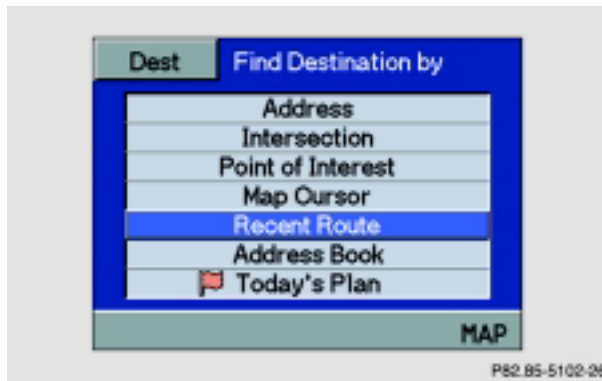 Dest Find Destination by
Address
Intersection
Point of Interest
Map Cursor
Recent Route
Address Book
Today's Plan
MAP
P82.85-5102-26